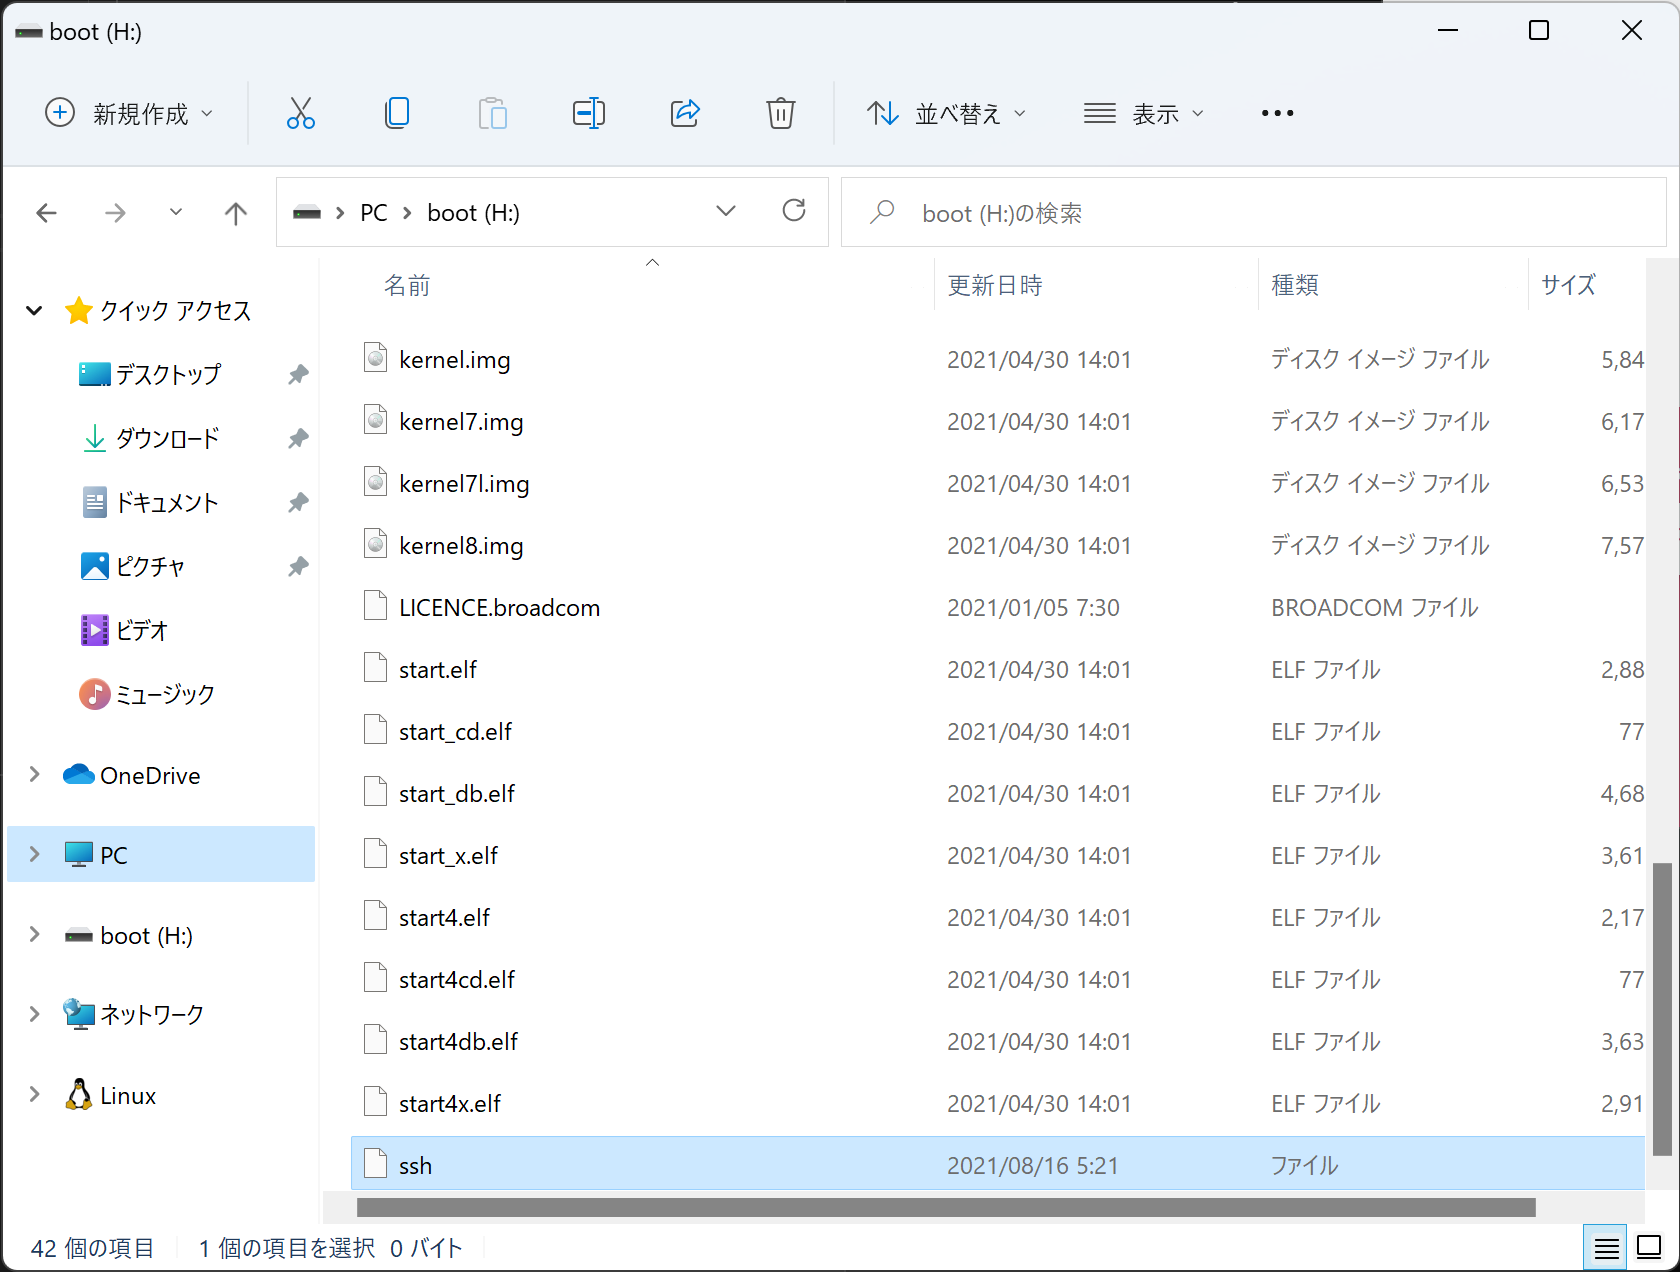 boot (H:)
新規作成
並べ替え
表示
PC
boot (H:)
boot (H:)の検索
クイック アクセス
デスクトップ
ダウンロード
ドキュメント
ピクチャ
ビデオ
ミュージック
OneDrive
PC
boot (H:)
ネットワーク
Linux
名前 更新日時 種類 サイズ
kernel.img 2021/04/30 14:01 ディスク イメージ ファイル 5,84
kernel7.img 2021/04/30 14:01 ディスク イメージ ファイル 6,17
kernel7l.img 2021/04/30 14:01 ディスク イメージ ファイル 6,53
kernel8.img 2021/04/30 14:01 ディスク イメージ ファイル 7,57
LICENCE.broadcom 2021/01/05 7:30 BROADCOM ファイル
start.elf 2021/04/30 14:01 ELF ファイル 2,88
start_cd.elf 2021/04/30 14:01 ELF ファイル 77
start_db.elf 2021/04/30 14:01 ELF ファイル 4,68
start_x.elf 2021/04/30 14:01 ELF ファイル 3,61
start4.elf 2021/04/30 14:01 ELF ファイル 2,17
start4cd.elf 2021/04/30 14:01 ELF ファイル 77
start4db.elf 2021/04/30 14:01 ELF ファイル 3,63
start4x.elf 2021/04/30 14:01 ELF ファイル 2,91
ssh 2021/08/16 5:21 ファイル
42 個の項目 1 個の項目を選択 0 バイト